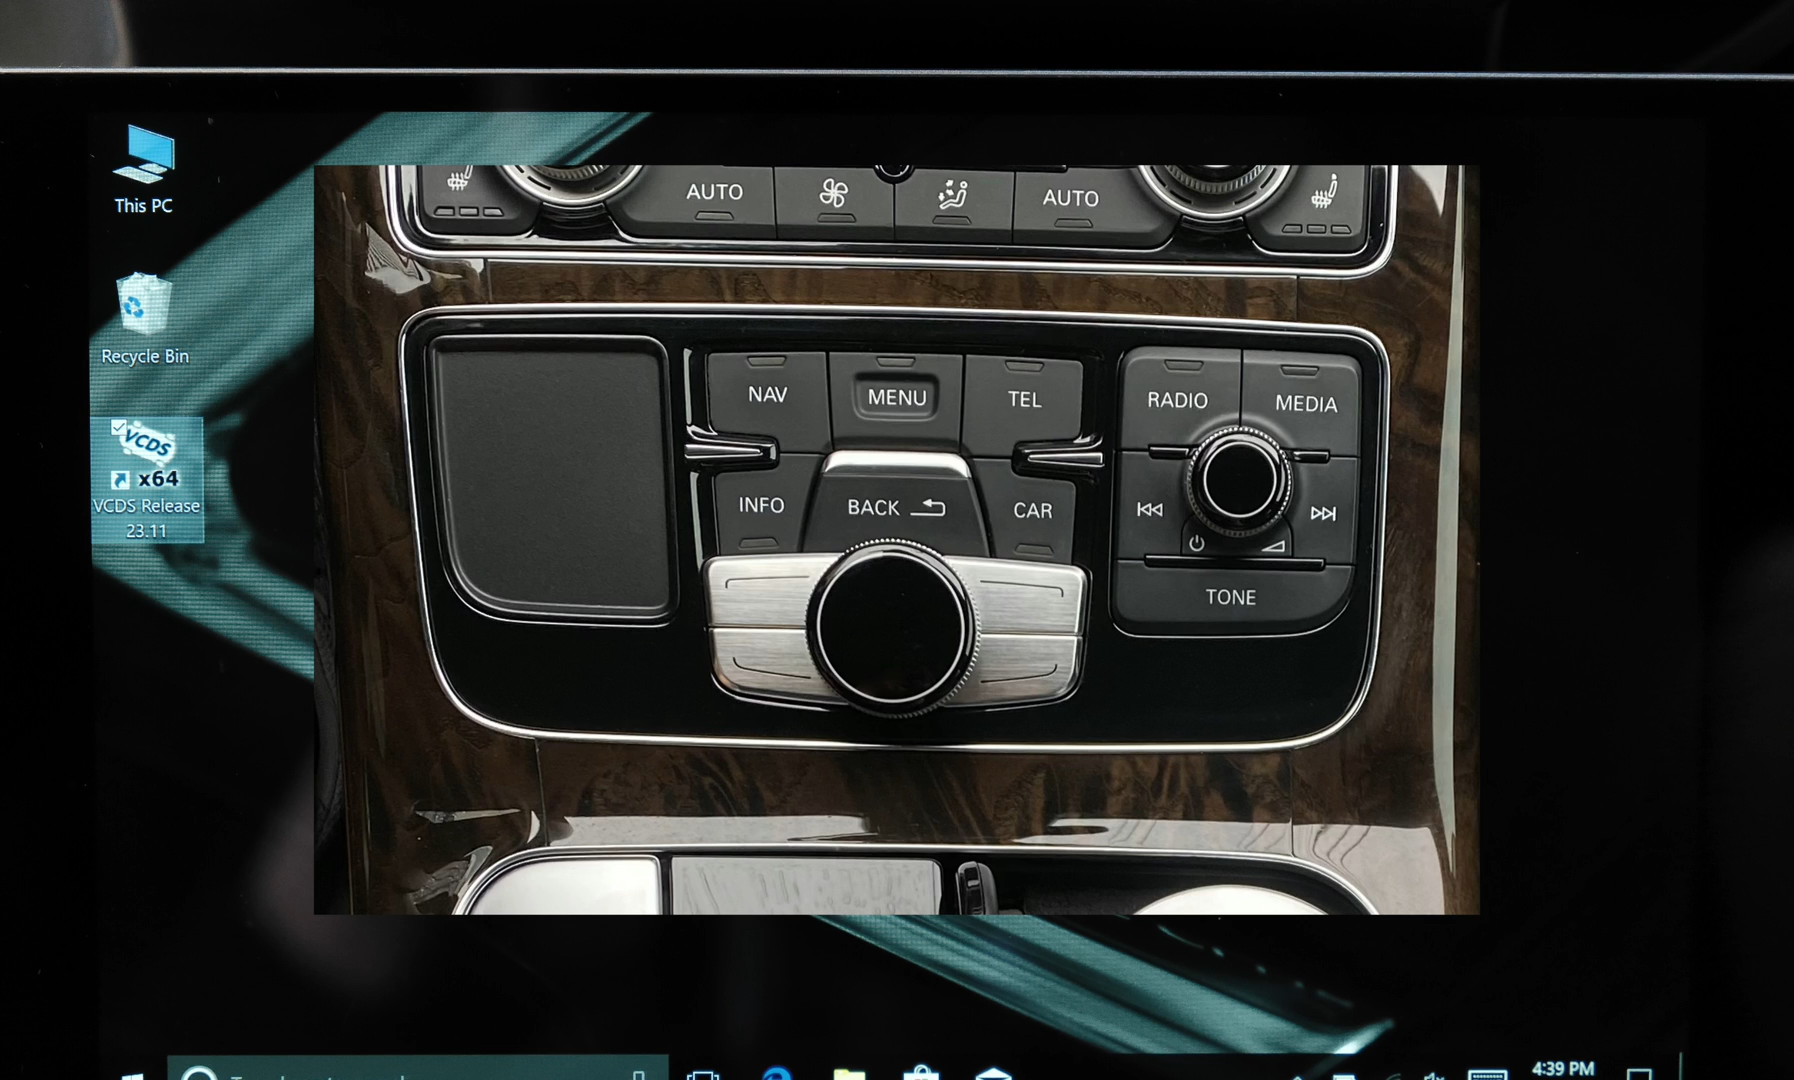 This PC
Recycle Bin
VCDS
x64
VCDS Release
23.11
AUTO
AUTO
NAV
MENU
TEL
RADIO
MEDIA
INFO
BACK
CAR
TONE
4:39 PM